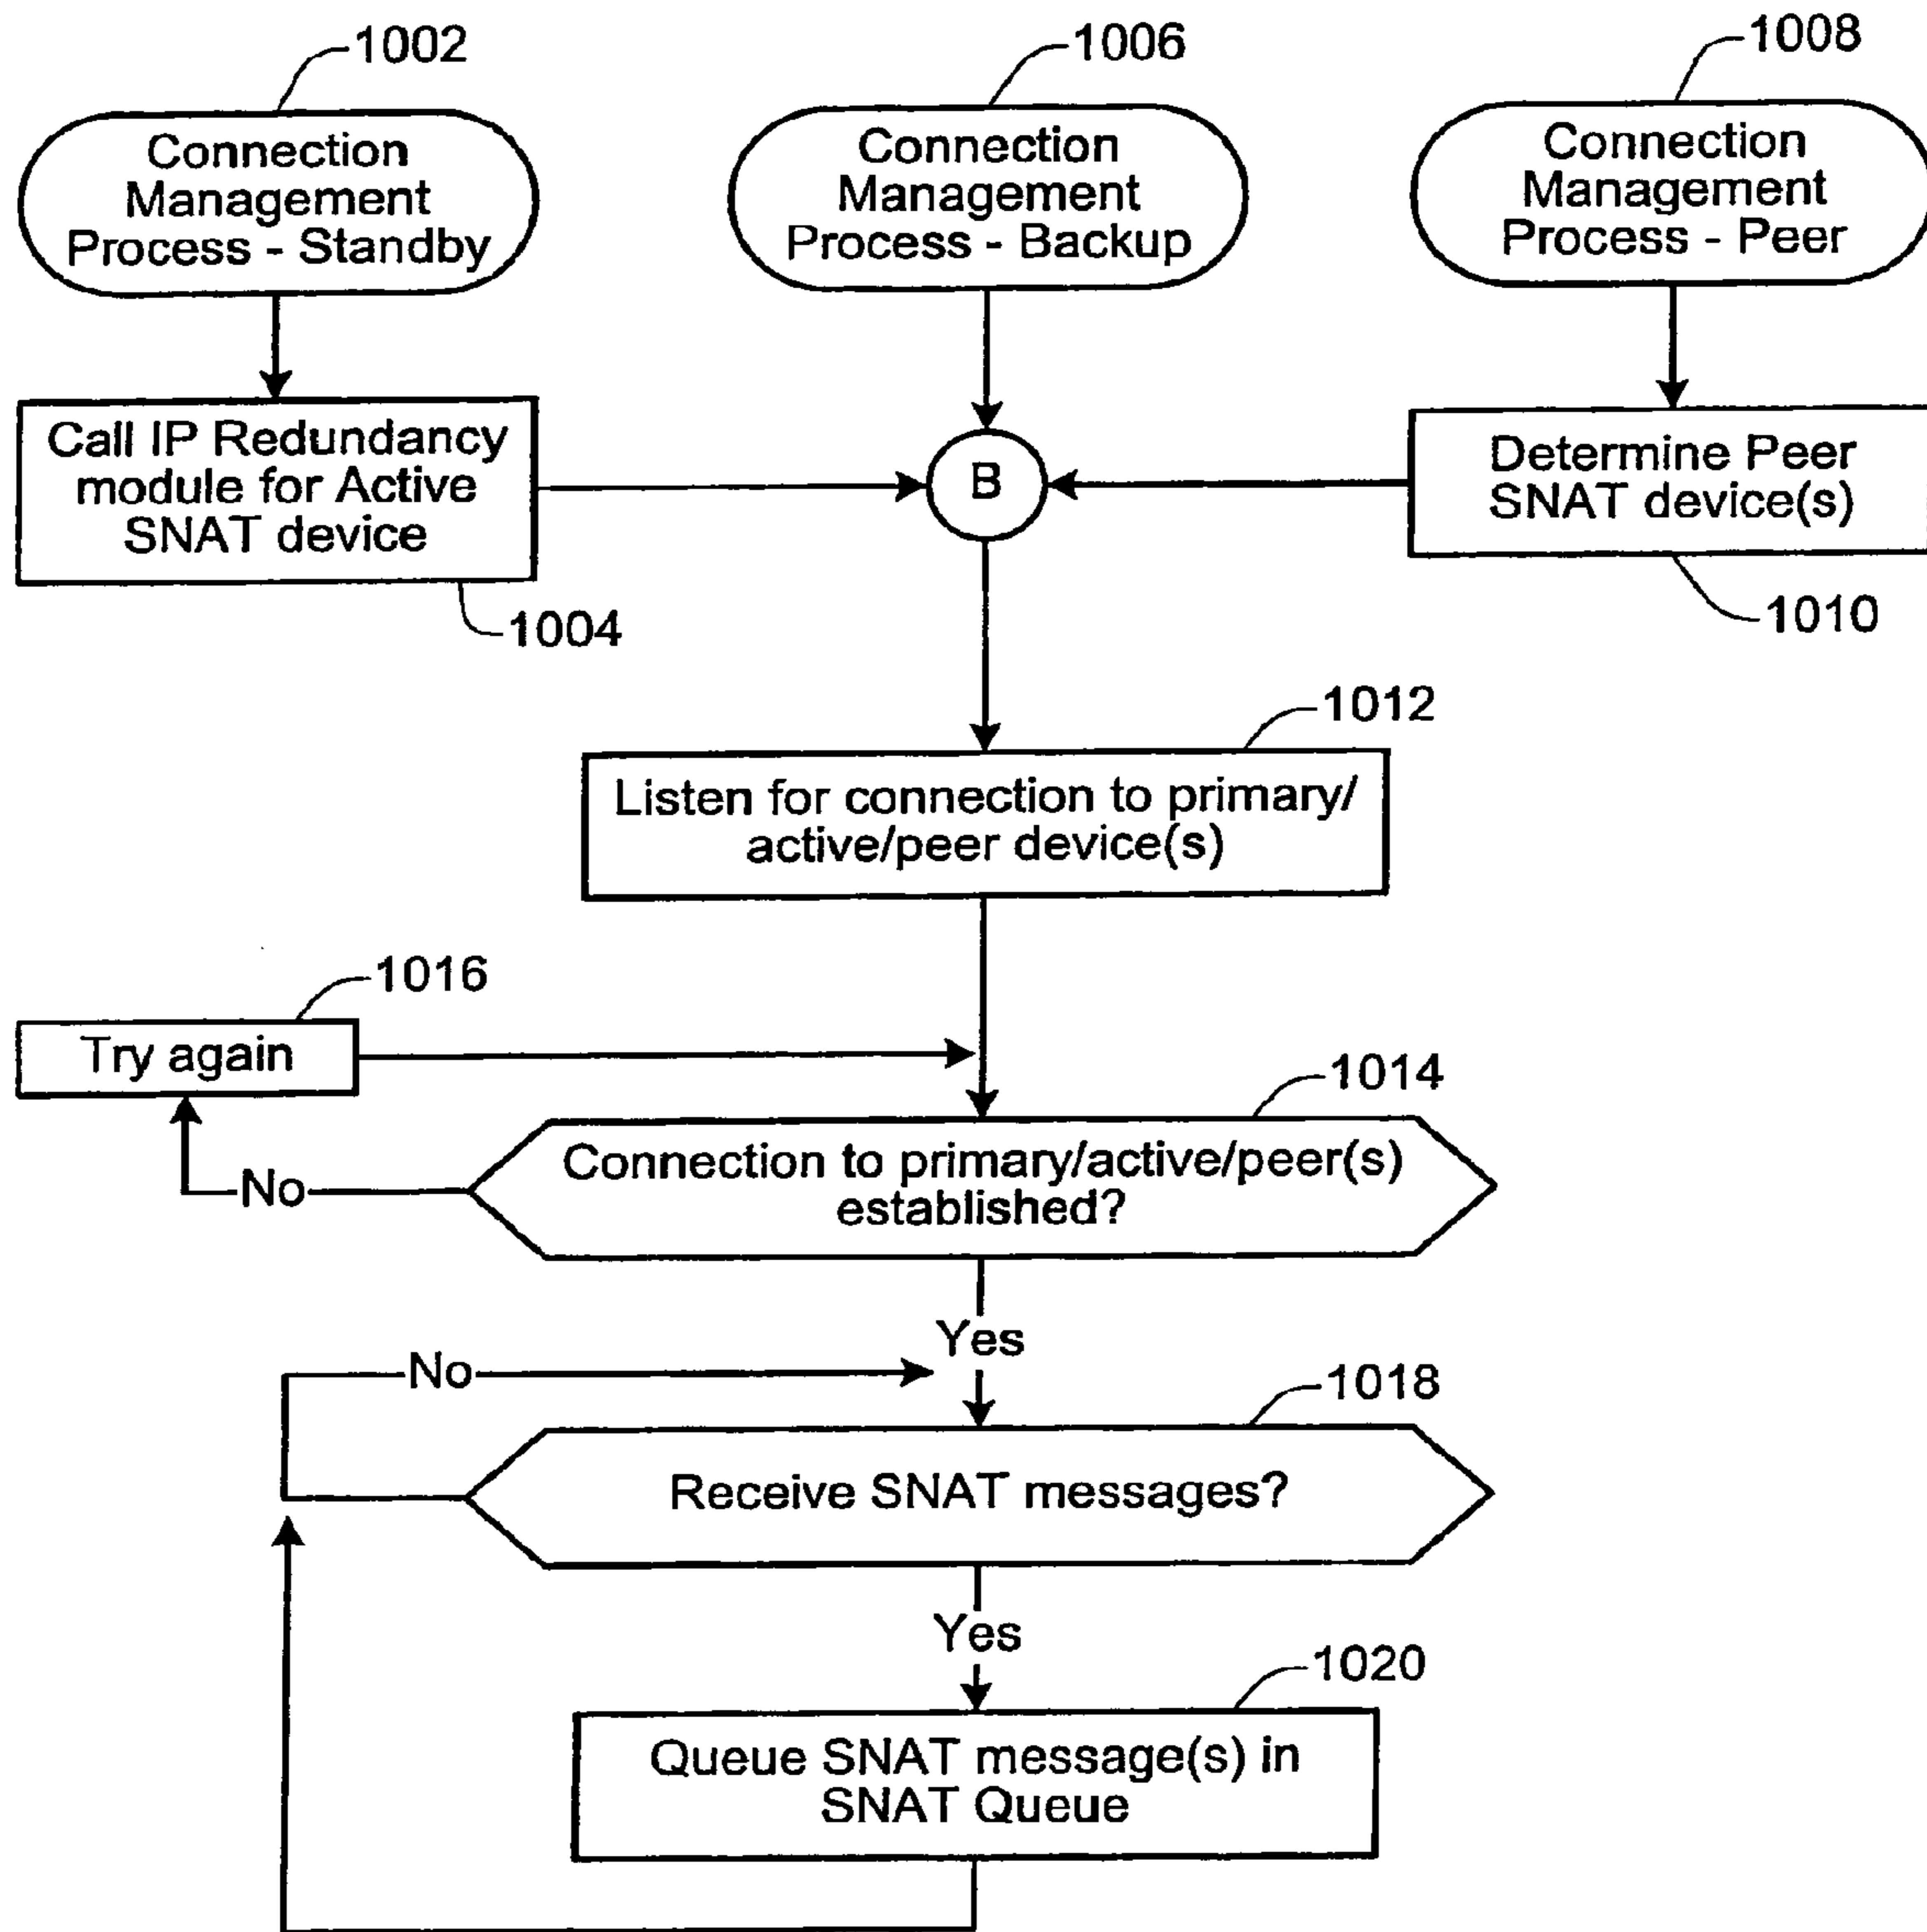 1002
1006
1008
Connection
Management
Process - Standby
Connection
Management
Process - Backup
Connection
Management
Process - Peer
Call IP Redundancy
module for Active
SNAT device
B
Determine Peer
SNAT device(s)
1004
1010
1012
Listen for connection to primary/
active/peer device(s)
1016
Try again
1014
Connection to primary/active/peer(s)
established?
No
Yes
No
1018
Receive SNAT messages?
Yes
1020
Queue SNAT message(s) in
SNAT Queue